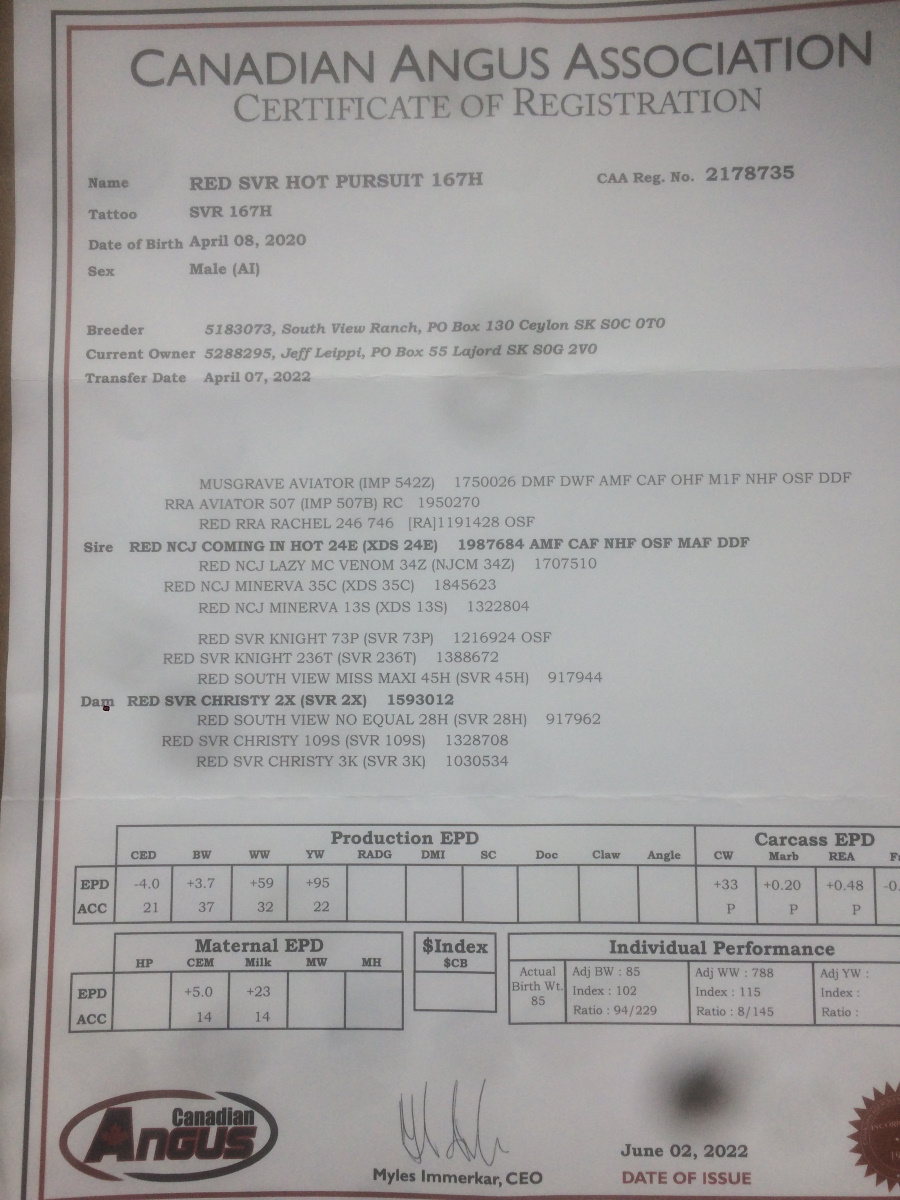 CANADIAN ANGUS ASSOCIATION
CERTIFICATE OF REGISTRATION
Name RED SVR HOT PURSUIT 167H CAA Reg. No. 2178735
Tattoo SVR 167H
Date of Birth April 08, 2020
Sex Male (AI)
Breeder 5183073, South View Ranch, PO Box 130 Ceylon SK S0C 0T0
Current Owner 5288295, Jeff Leippi, PO Box 55 Lajord SK S0G 2V0
Transfer Date April 07, 2022
MUSGRAVE AVIATOR (IMP 542Z) 1750026 DMF DWF AMF CAF OHF M1F NHF OSF DDF
RRA AVIATOR 507 (IMP 507B) RC 1950270
RED RRA RACHEL 246 746 [RA]1191428 OSF
Sire RED NCJ COMING IN HOT 24E (XDS 24E) 1987684 AMF CAF NHF OSF MAF DDF
RED NCJ LAZY MC VENOM 34Z (NJCM 34Z) 1707510
RED NCJ MINERVA 35C (XDS 35C) 1845623
RED NCJ MINERVA 13S (XDS 13S) 1322804
RED SVR KNIGHT 73P (SVR 73P) 1216924 OSF
RED SVR KNIGHT 236T (SVR 236T) 1388672
RED SOUTH VIEW MISS MAXI 45H (SVR 45H) 917944
Dam RED SVR CHRISTY 2X (SVR 2X) 1593012
RED SOUTH VIEW NO EQUAL 28H (SVR 28H) 917962
RED SVR CHRISTY 109S (SVR 109S) 1328708
RED SVR CHRISTY 3K (SVR 3K) 1030534
Production EPD Carcass EPD
CED BW WW YW RADG DMI SC Doc Claw Angle CW Marb REA
EPD -4.0 +3.7 +59 +95 +33 +0.20 +0.48 -0.
ACC 21 37 32 22 P P P
Maternal EPD $Index Individual Performance
HP CEM Milk MW MH $CB
Actual Birth Wt. 85
Adj BW : 85 Adj WW : 788 Adj YW :
EPD +5.0 +23 Index : 102 Index : 115 Index :
ACC 14 14 Ratio : 94/229 Ratio : 8/145 Ratio :
Canadian
ANGUS
June 02, 2022
Myles Immerkar, CEO DATE OF ISSUE